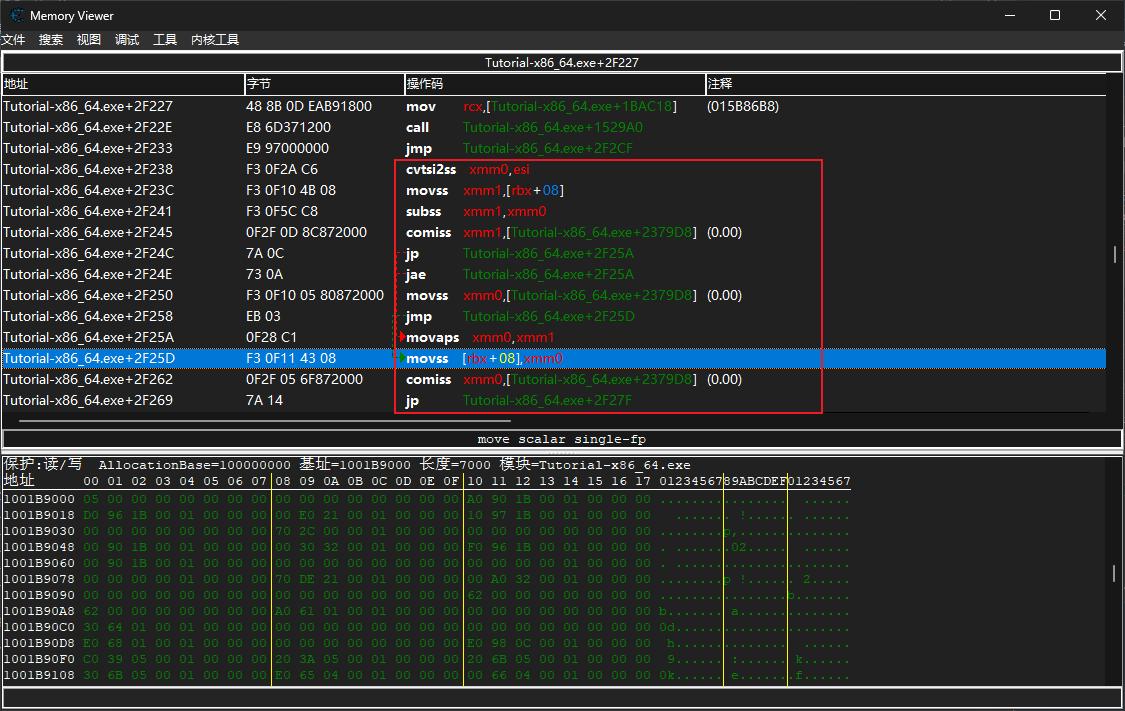 Memory Viewer
文件 搜索 视图 调试 工具 内核工具
Tutorial-x86_64.exe+2F227
地址 字节 操作码 注释
Tutorial-x86_64.exe+2F227 48 8B 0D EAB91800 mov rcx,[Tutorial-x86_64.exe+1BAC18] (015B86B8)
Tutorial-x86_64.exe+2F22E E8 6D371200 call Tutorial-x86_64.exe+1529A0
Tutorial-x86_64.exe+2F233 E9 97000000 jmp Tutorial-x86_64.exe+2F2CF
Tutorial-x86_64.exe+2F238 F3 0F2A C6 cvtsi2ss xmm0,esi
Tutorial-x86_64.exe+2F23C F3 0F10 4B 08 movss xmm1,[rbx+08]
Tutorial-x86_64.exe+2F241 F3 0F5C C8 subss xmm1,xmm0
Tutorial-x86_64.exe+2F245 0F2F 0D 8C872000 comiss xmm1,[Tutorial-x86_64.exe+2379D8] (0.00)
Tutorial-x86_64.exe+2F24C 7A 0C jp Tutorial-x86_64.exe+2F25A
Tutorial-x86_64.exe+2F24E 73 0A jae Tutorial-x86_64.exe+2F25A
Tutorial-x86_64.exe+2F250 F3 0F10 05 80872000 movss xmm0,[Tutorial-x86_64.exe+2379D8] (0.00)
Tutorial-x86_64.exe+2F258 EB 03 jmp Tutorial-x86_64.exe+2F25D
Tutorial-x86_64.exe+2F25A 0F28 C1 movaps xmm0,xmm1
Tutorial-x86_64.exe+2F25D F3 0F11 43 08 movss [rbx+08],xmm0
Tutorial-x86_64.exe+2F262 0F2F 05 6F872000 comiss xmm0,[Tutorial-x86_64.exe+2379D8] (0.00)
Tutorial-x86_64.exe+2F269 7A 14 jp Tutorial-x86_64.exe+2F27F
move scalar single-fp
保护:读/写 AllocationBase=100000000 基址=1001B9000 长度=7000 模块=Tutorial-x86_64.exe
地址 00 01 02 03 04 05 06 07 08 09 0A 0B 0C 0D 0E 0F 10 11 12 13 14 15 16 17 0123456789ABCDEF01234567
1001B9000 05 00 00 00 00 00 00 00 00 00 00 00 00 00 00 00 A0 90 1B 00 01 00 00 00 ........ ........ ......
1001B9018 D0 96 1B 00 01 00 00 00 00 E0 21 00 01 00 00 00 10 97 1B 00 01 00 00 00 ...... . !..... ......
1001B9030 00 00 00 00 00 00 00 00 70 2C 00 00 01 00 00 00 00 00 00 00 00 00 00 00 ........p,..............
1001B9048 00 90 1B 00 01 00 00 00 00 30 32 00 01 00 00 00 F0 96 1B 00 01 00 00 00 . ......02..... ......
1001B9060 00 90 1B 00 01 00 00 00 00 00 00 00 00 00 00 00 00 00 00 00 00 00 00 00 . ......................
1001B9078 00 00 00 00 01 00 00 00 70 DE 21 00 01 00 00 00 00 A0 32 00 01 00 00 00 ........p !..... 2.....
1001B9090 00 00 00 00 00 00 00 00 00 00 00 00 00 00 00 00 62 00 00 00 00 00 00 00 ................b.......
1001B90A8 62 00 00 00 00 00 00 00 A0 61 01 00 01 00 00 00 00 00 00 00 00 00 00 00 b....... a..............
1001B90C0 30 64 01 00 01 00 00 00 00 00 00 00 00 00 00 00 00 00 00 00 00 00 00 00 0d......................
1001B90D8 E0 68 01 00 01 00 00 00 00 00 00 00 00 00 00 00 E0 98 0C 00 01 00 00 00 h.............. ......
1001B90F0 C0 39 05 00 01 00 00 00 20 3A 05 00 01 00 00 00 20 6B 05 00 01 00 00 00 9...... :...... k......
1001B9108 30 6B 05 00 01 00 00 00 E0 65 04 00 01 00 00 00 00 66 04 00 01 00 00 00 0k...... e.......f......